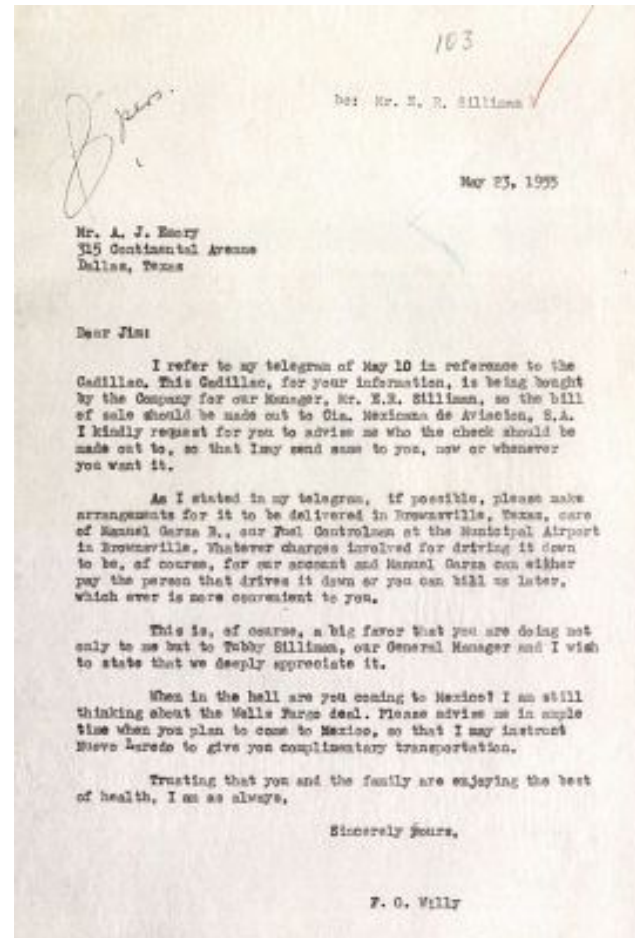 103
bc: Mr. E. R. Silliman
pers.
May 23, 1955
Mr. A. J. Emery
315 Continental Avenue
Dallas, Texas
Dear Jim:
I refer to my telegram of May 10 in reference to the
Cadillac. This Cadillac, for your information, is being bought
by the Company for our Manager, Mr. E.R. Silliman, so the bill
of sale should be made out to Cia. Mexicana de Aviacion, S.A.
I kindly request for you to advise me who the check should be
made out to, so that Imay send same to you, now or whenever
you want it.
As I stated in my telegram, if possible, please make
arrangements for it to be delivered in Brownsville, Texas, care
of Manuel Garza R., our Fuel Controlman at the Municipal Airport
in Brownsville. Whatever charges involved for driving it down
to be, of course, for our account and Manuel Garza can either
pay the person that drives it down or you can bill us later,
which ever is more convenient to you.
This is, of course, a big favor that you are doing not
only to me but to Tubby Silliman, our General Manager and I wish
to state that we deeply appreciate it.
When in the hell are you coming to Mexico? I am still
thinking about the Wells Fargo deal. Please advise me in ample
time when you plan to come to Mexico, so that I may instruct
Nuevo Laredo to give you complimentary transportation.
Trusting that you and the family are enjoying the best
of health, I am as always,
Sincerely yours,
F. C. Willy